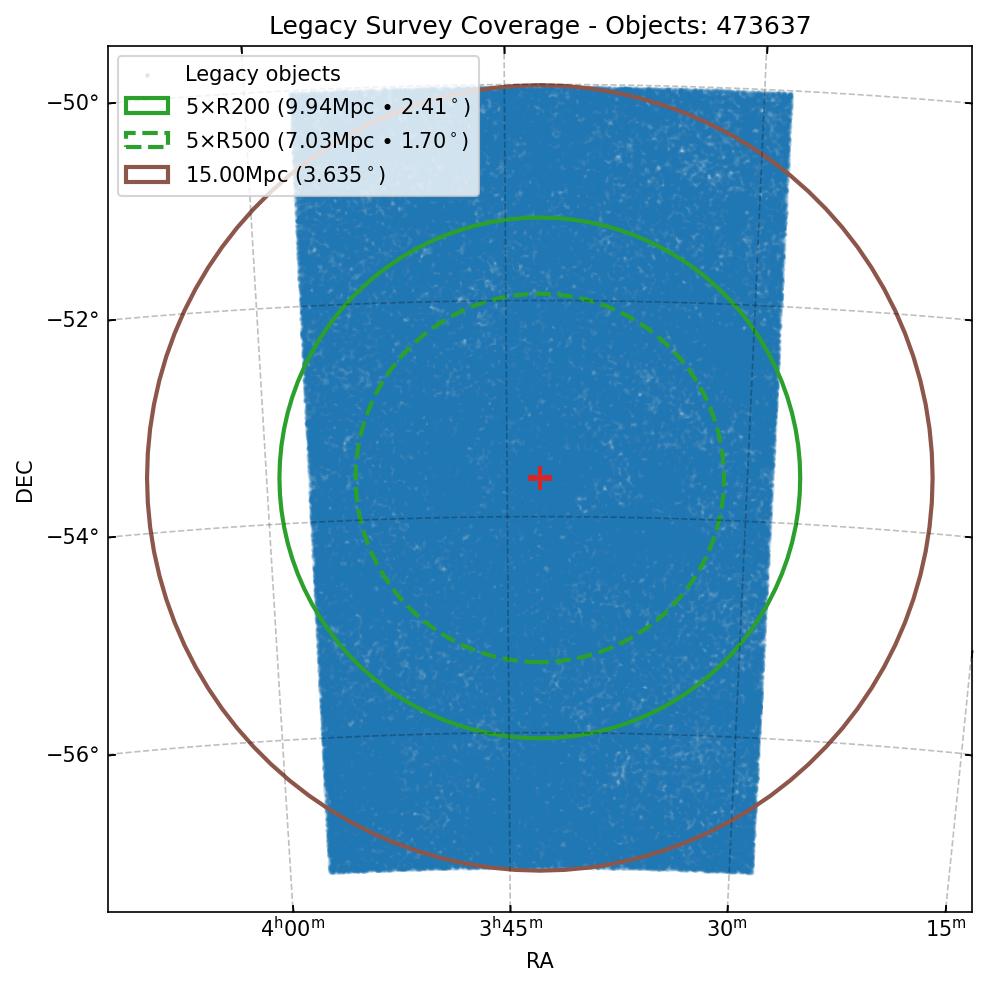 Legacy Survey Coverage - Objects: 473637
Legacy objects
5×R200 (9.94Mpc • 2.41°)
5×R500 (7.03Mpc • 1.70°)
15.00Mpc (3.635°)
−50°
−52°
−54°
−56°
DEC
4ʰ00ᵐ 3ʰ45ᵐ 30ᵐ 15ᵐ
RA